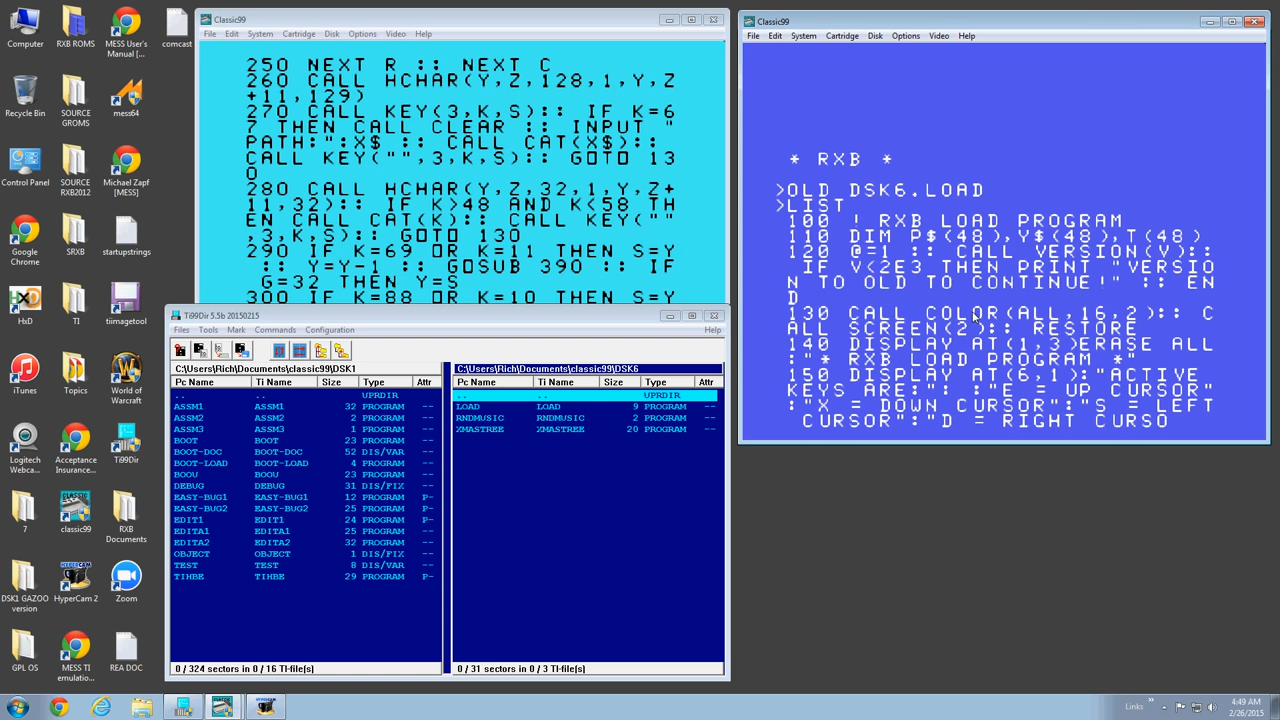 Computer
RXB ROMS
MESS User's
Manual /...
comcast
Recycle Bin
SOURCE
GROMS
mess64
Control Panel
SOURCE
RXB2012
Michael Zapf
[MESS]
Google
Chrome
SRXB
startupstrings
HxD
TI
tiimagetool
iTunes
Topics
World of
Warcraft
Logitech
Webca...
Acceptance
Insurance...
Ti99Dir
7
classic99
RXB
Documents
DSK1 GAZOO
version
HyperCam 2
Zoom
GPL OS
MESS TI
emulatio...
REA DOC
Classic99
File Edit System Cartridge Disk Options Video Help
250 NEXT R :: NEXT C
260 CALL HCHAR(Y,Z,128,1,Y,Z
+11,129)
270 CALL KEY(3,K,S):: IF K=6
7 THEN CALL CLEAR :: INPUT "
PATH:":X$ :: CALL CAT(X$)::
CALL KEY("",3,K,S):: GOTO 13
0
280 CALL HCHAR(Y,Z,32,1,Y,Z+
11,32):: IF K>48 AND K<58 TH
EN CALL CAT(K):: CALL KEY(""
,3,K,S):: GOTO 130
290 IF K=69 OR K=11 THEN S=Y
:: Y=Y-1 :: GOSUB 390 :: IF
G=32 THEN Y=S
300 IF K=88 OR K=10 THEN S=Y
Classic99
File Edit System Cartridge Disk Options Video Help
* RXB *
>OLD DSK6.LOAD
>LIST
100 ! RXB LOAD PROGRAM
110 DIM P$(48),Y$(48),T(48)
120 @=1 :: CALL VERSION(V)::
IF V<2E3 THEN PRINT "VERSIO
N TO OLD TO CONTINUE!" :: EN
D
130 CALL COLOR(ALL,16,2):: C
ALL SCREEN(2):: RESTORE
140 DISPLAY AT(1,3)ERASE ALL
:"* RXB LOAD PROGRAM *"
150 DISPLAY AT(6,1):"ACTIVE
KEYS ARE:": :"E = UP CURSOR"
:"X = DOWN CURSOR":"S = LEFT
CURSOR":"D = RIGHT CURSO
Ti99Dir 5.5b 20150215
Files Tools Mark Commands Configuration Help
C:\Users\Rich\Documents\classic99\DSK1
Pc Name Ti Name Size Type Attr
.. UPRDIR
ASSM1 ASSM1 32 PROGRAM --
ASSM2 ASSM2 3 PROGRAM --
ASSM3 ASSM3 1 PROGRAM --
BOOT BOOT 23 PROGRAM --
BOOT-DOC BOOT-DOC 52 DIS/VAR --
BOOT-LOAD BOOT-LOAD 4 PROGRAM --
BOOU BOOU 23 PROGRAM --
DEBUG DEBUG 31 DIS/FIX --
EASY-BUG1 EASY-BUG1 12 PROGRAM P-
EASY-BUG2 EASY-BUG2 25 PROGRAM P-
EDIT1 EDIT1 24 PROGRAM P-
EDITA1 EDITA1 25 PROGRAM --
EDITA2 EDITA2 32 PROGRAM --
OBJECT OBJECT 1 DIS/FIX --
TEST TEST 8 DIS/VAR --
TIHBE TIHBE 29 PROGRAM P-
0 / 324 sectors in 0 / 16 TI-file(s)
C:\Users\Rich\Documents\classic99\DSK6
Pc Name Ti Name Size Type Attr
.. .. UPRDIR
LOAD LOAD 9 PROGRAM --
RNDMUSIC RNDMUSIC 2 PROGRAM --
XMASTREE XMASTREE 20 PROGRAM --
0 / 31 sectors in 0 / 3 TI-file(s)
Links »
4:49 AM
2/26/2015